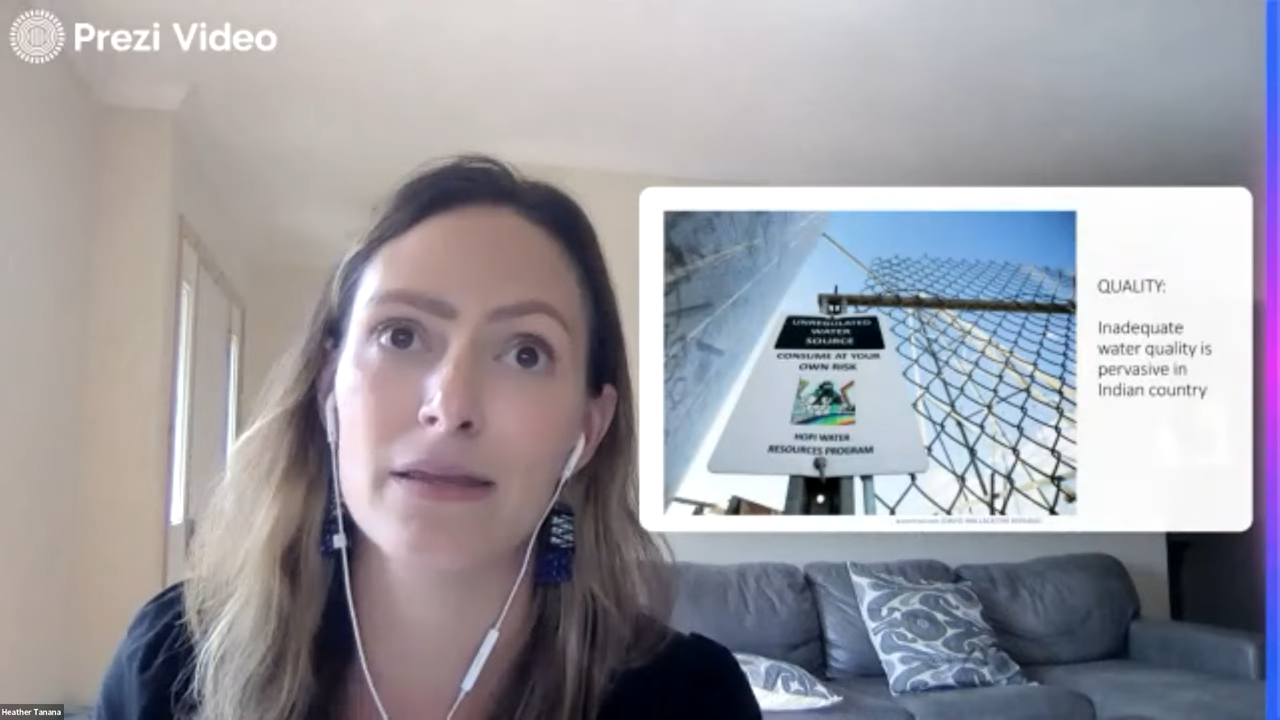 Prezi Video
UNREGULATED
WATER
SOURCE
CONSUME AT YOUR
OWN RISK
HOPI WATER
RESOURCES PROGRAM
QUALITY:
Inadequate
water quality is
pervasive in
Indian country
Heather Tanana